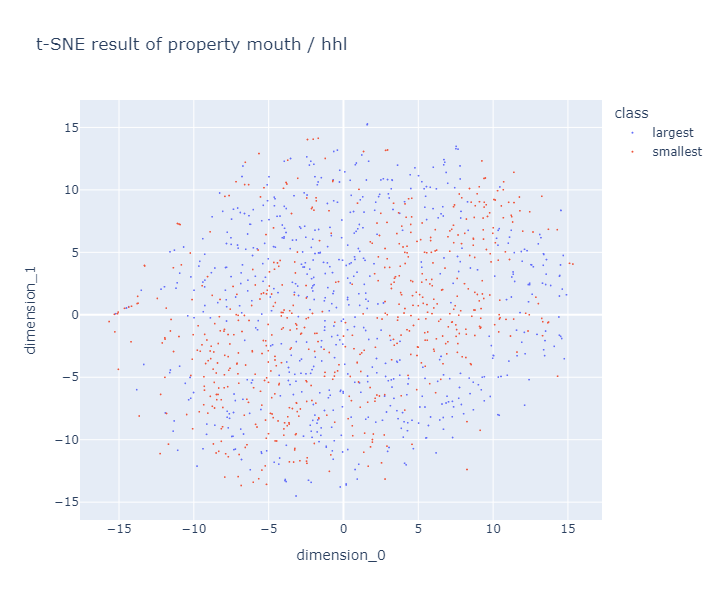 t-SNE result of property mouth / hhl
class
largest
smallest
15
10
5
0
−5
−10
−15
dimension_1
−15
−10
−5
0
5
10
15
dimension_0